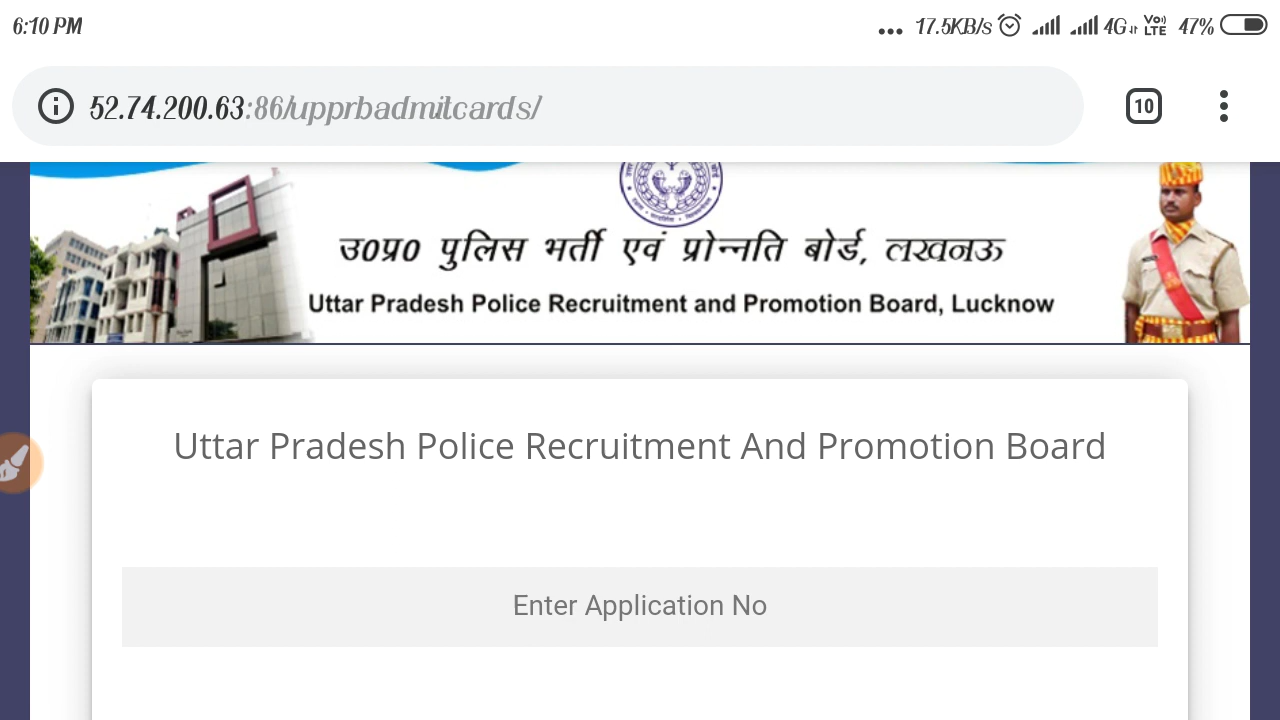 6:10 PM
... 17.5KB/s 4G Vo LTE 47%
52.74.200.63:86/upprbadmitcards/ 10
उ0प्र0 पुलिस भर्ती एवं प्रोन्नति बोर्ड, लखनऊ
Uttar Pradesh Police Recruitment and Promotion Board, Lucknow
Uttar Pradesh Police Recruitment And Promotion Board
Enter Application No